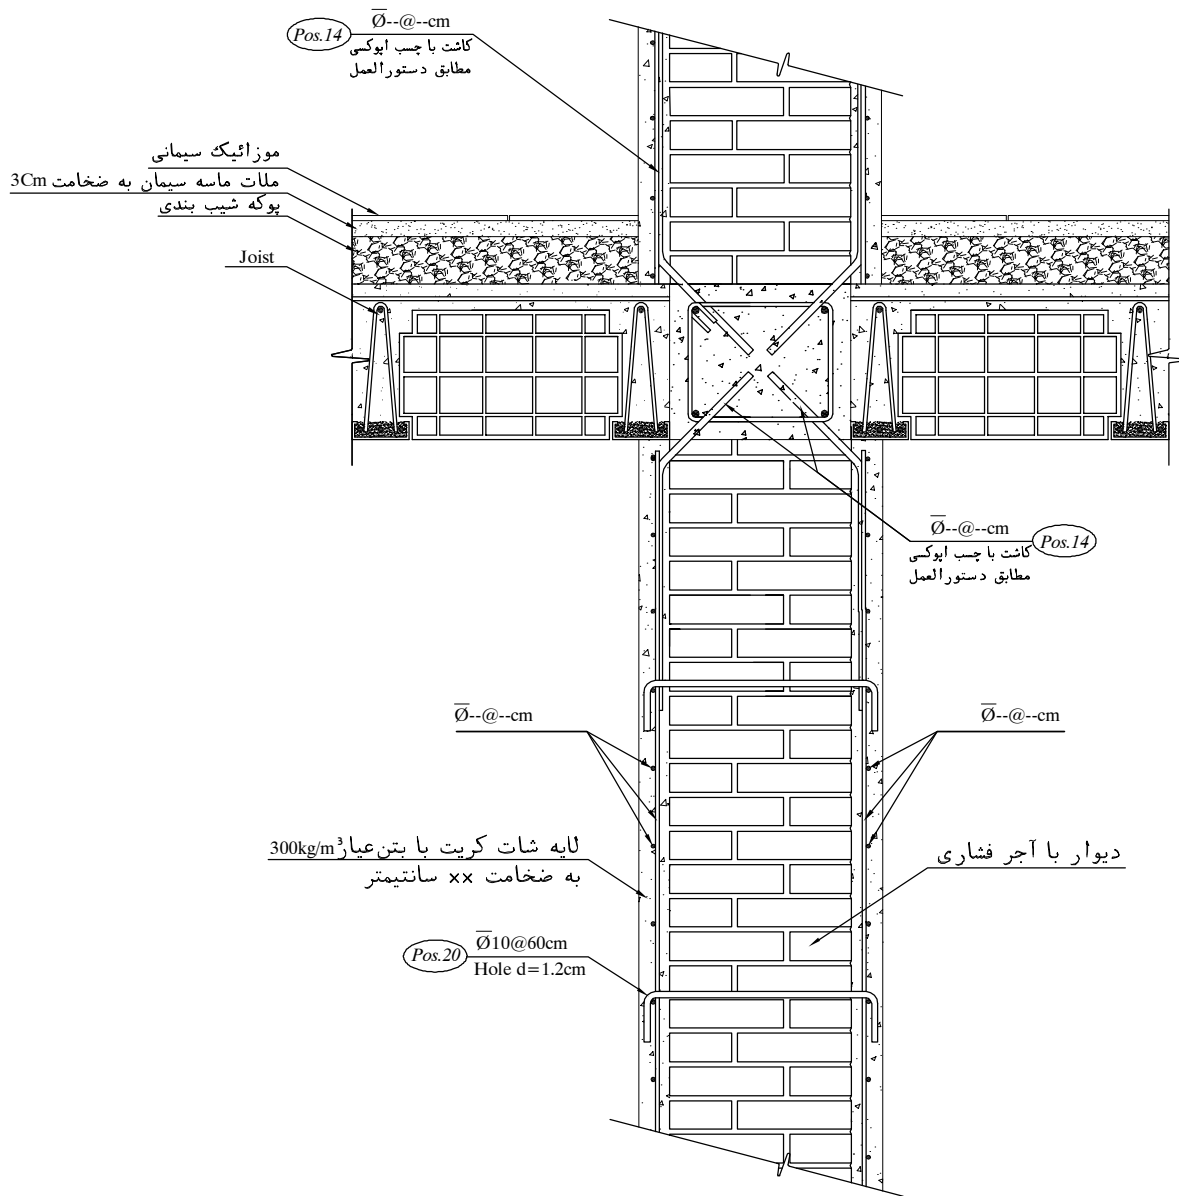 Pos.14
Ø--@--cm
کاشت با چسب اپوکسی
مطابق دستورالعمل
موزائیک سیمانی
ملات ماسه سیمان به ضخامت 3Cm
پوکه شیب بندی
Joist
Ø--@--cm
Pos.14
کاشت با چسب اپوکسی
مطابق دستورالعمل
Ø--@--cm
Ø--@--cm
لایه شات کریت با بتن عیار 300kg/m³
به ضخامت xx سانتیمتر
دیوار با آجر فشاری
Pos.20
Ø10@60cm
Hole d=1.2cm